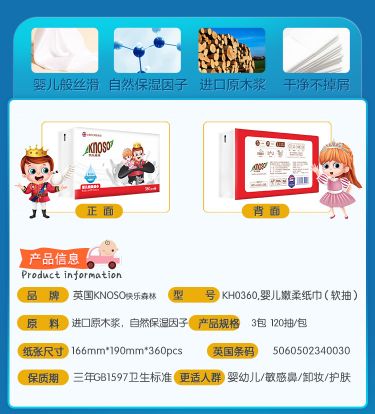 婴儿般丝滑 自然保湿因子 进口原木浆 干净不掉屑
KNOSO
KNOSO
正 面
背 面
产品信息
Product information
品 牌 英国KNOSO快乐森林 型 号 KH0360,婴儿嫩柔纸巾(软抽)
原 料 进口原木浆，自然保湿因子 产品规格 3包 120抽/包
纸张尺寸 166mm*190mm*360pcs 英国条码 5060502340030
保质期 三年GB1597卫生标准 更适人群 婴幼儿/敏感鼻/卸妆/护肤